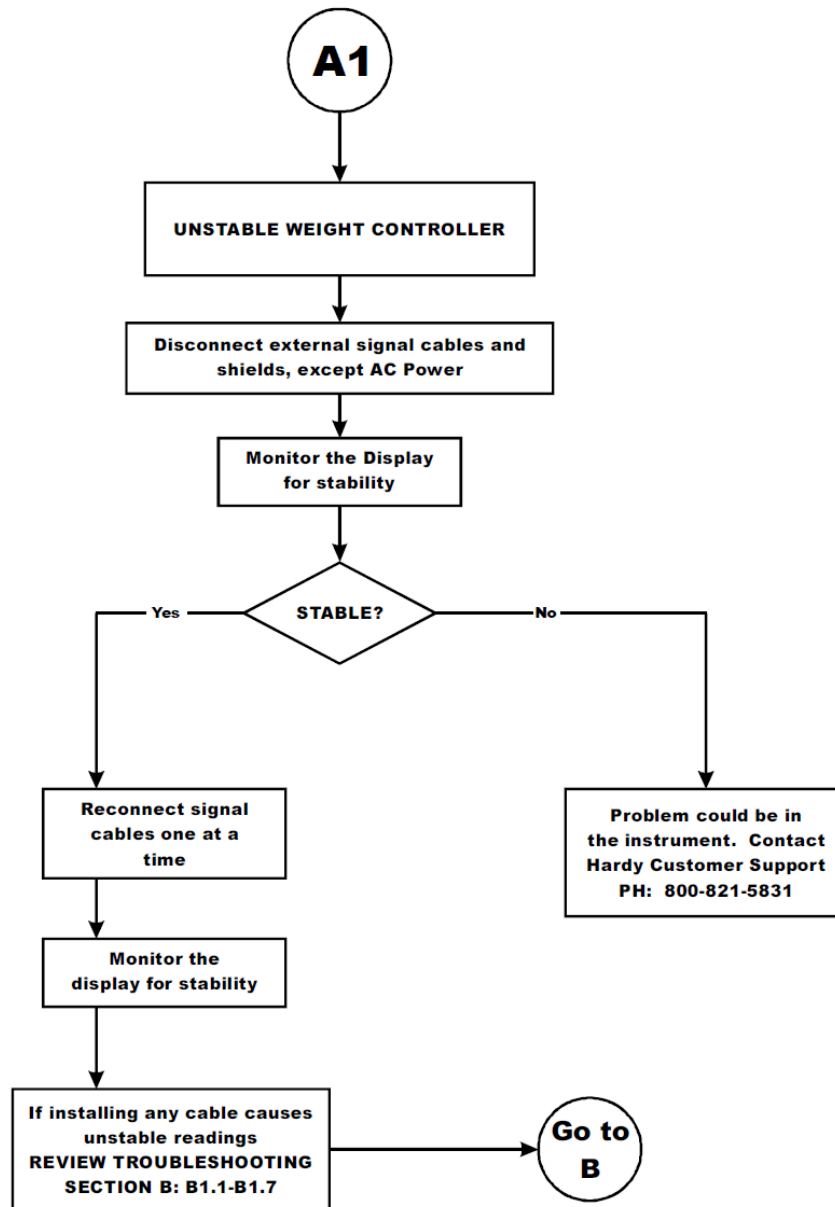 A1
UNSTABLE WEIGHT CONTROLLER
Disconnect external signal cables and
shields, except AC Power
Monitor the Display
for stability
STABLE?
Yes
No
Reconnect signal
cables one at a
time
Problem could be in
the instrument.  Contact
Hardy Customer Support
PH:  800-821-5831
Monitor the
display for stability
If installing any cable causes
unstable readings
REVIEW TROUBLESHOOTING
SECTION B: B1.1-B1.7
Go to
B